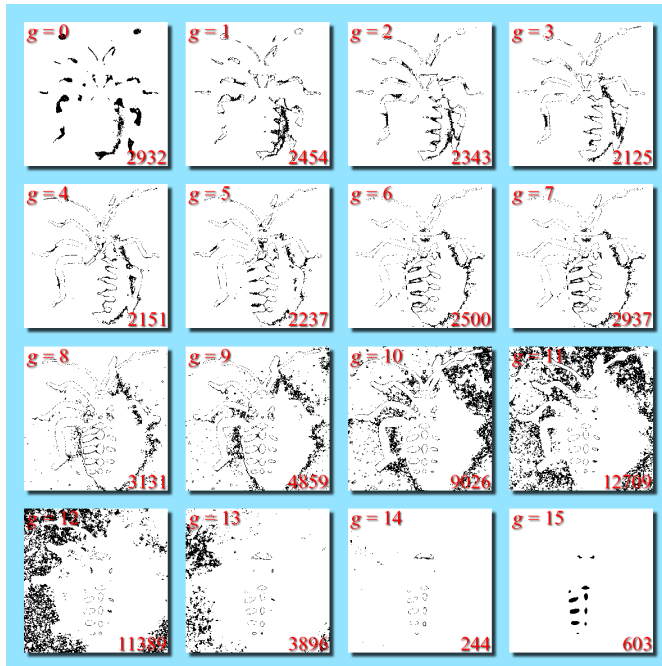 g = 0
2932
g = 1
2454
g = 2
2343
g = 3
2125
g = 4
2151
g = 5
2237
g = 6
2500
g = 7
2937
g = 8
3131
g = 9
4859
g = 10
9026
g = 11
12709
g = 12
11389
g = 13
3896
g = 14
244
g = 15
603